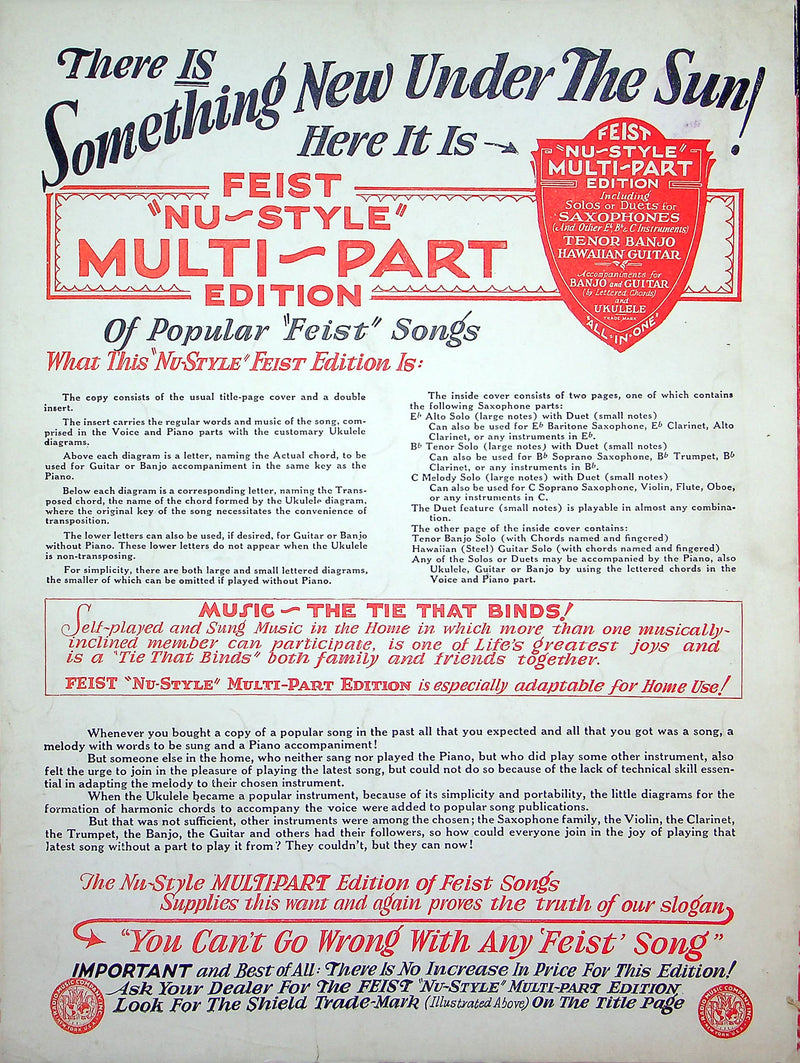 There IS
Something New Under The Sun!
Here It Is
FEIST
"NU-STYLE"
MULTI-PART
EDITION
FEIST
"NU-STYLE"
MULTI-PART
EDITION
Including
Solos or Duets for
SAXOPHONES
(And Other E♭ B♭ & C Instruments)
TENOR BANJO
HAWAIIAN GUITAR
Accompaniments for
BANJO and GUITAR
(by Lettered Chords)
and
UKULELE
TRADE MARK
"ALL-IN-ONE"
Of Popular "Feist" Songs
What This "NU-STYLE" FEIST Edition Is:
The copy consists of the usual title-page cover and a double
insert.
The insert carries the regular words and music of the song, com-
prised in the Voice and Piano parts with the customary Ukulele
diagrams.
Above each diagram is a letter, naming the Actual chord, to be
used for Guitar or Banjo accompaniment in the same key as the
Piano.
Below each diagram is a corresponding letter, naming the Trans-
posed chord, the name of the chord formed by the Ukulele diagram,
where the original key of the song necessitates the convenience of
transposition.
The lower letters can also be used, if desired, for Guitar or Banjo
without Piano. These lower letters do not appear when the Ukulele
is non-transposing.
For simplicity, there are both large and small lettered diagrams,
the smaller of which can be omitted if played without Piano.
The inside cover consists of two pages, one of which contains
the following Saxophone parts:
E♭ Alto Solo (large notes) with Duet (small notes)
Can also be used for E♭ Baritone Saxophone, E♭ Clarinet, Alto
Clarinet, or any instruments in E♭.
B♭ Tenor Solo (large notes) with Duet (small notes)
Can also be used for B♭ Soprano Saxophone, B♭ Trumpet, B♭
Clarinet, or any instruments in B♭.
C Melody Solo (large notes) with Duet (small notes)
Can also be used for C Soprano Saxophone, Violin, Flute, Oboe,
or any instruments in C.
The Duet feature (small notes) is playable in almost any combina-
tion.
The other page of the inside cover contains:
Tenor Banjo Solo (with Chords named and fingered)
Hawaiian (Steel) Guitar Solo (with chords named and fingered)
Any of the Solos or Duets may be accompanied by the Piano, also
Ukulele, Guitar or Banjo by using the lettered chords in the
Voice and Piano part.
MUSIC - THE TIE THAT BINDS!
Self-played and Sung Music in the Home in which more than one musically-
inclined member can participate, is one of Life's greatest joys and
is a "Tie That Binds" both family and friends together.
FEIST "NU-STYLE" MULTI-PART EDITION is especially adaptable for Home Use!
Whenever you bought a copy of a popular song in the past all that you expected and all that you got was a song, a
melody with words to be sung and a Piano accompaniment!
But someone else in the home, who neither sang nor played the Piano, but who did play some other instrument, also
felt the urge to join in the pleasure of playing the latest song, but could not do so because of the lack of technical skill essen-
tial in adapting the melody to their chosen instrument.
When the Ukulele became a popular instrument, because of its simplicity and portability, the little diagrams for the
formation of harmonic chords to accompany the voice were added to popular song publications.
But that was not sufficient, other instruments were among the chosen; the Saxophone family, the Violin, the Clarinet,
the Trumpet, the Banjo, the Guitar and others had their followers, so how could everyone join in the joy of playing that
latest song without a part to play it from? They couldn't, but they can now!
The Nu-Style MULTI-PART Edition of Feist Songs
Supplies this want and again proves the truth of our slogan
"You Can't Go Wrong With Any 'Feist' Song"
IMPORTANT and Best of All: There Is No Increase In Price For This Edition!
Ask Your Dealer For The FEIST "NU-STYLE" MULTI-PART EDITION
Look For The Shield Trade-Mark (Illustrated Above) On The Title Page
RADIO MUSIC COMPANY INC.
NEW YORK
RADIO MUSIC COMPANY INC.
NEW YORK